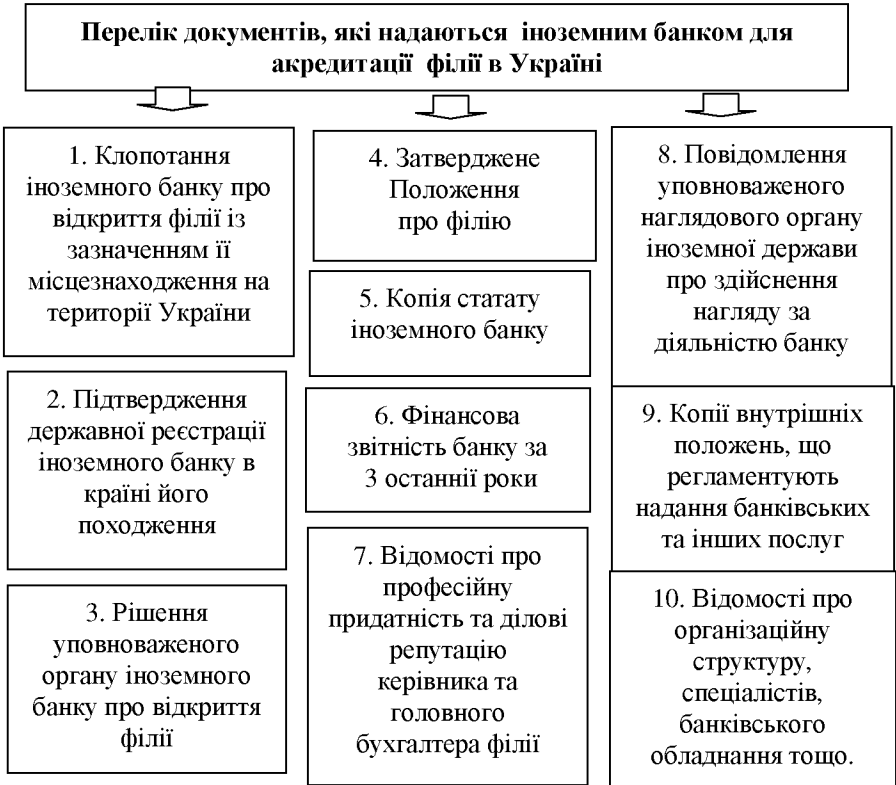 Перелік документів, які надаються іноземним банком для
акредитації філії в Україні
1. Клопотання
іноземного банку про
відкриття філії із
зазначенням її
місцезнаходження на
території України
2. Підтвердження
державної реєстрації
іноземного банку в
країні його
походження
3. Рішення
уповноваженого
органу іноземного
банку про відкриття
філії
4. Затверджене
Положення
про філію
5. Копія статату
іноземного банку
6. Фінансова
звітність банку за
3 останнії роки
7. Відомості про
професійну
придатність та ділові
репутацію
керівника та
головного
бухгалтера філії
8. Повідомлення
уповноваженого
наглядового органу
іноземної держави
про здійснення
нагляду за
діяльністю банку
9. Копії внутрішніх
положень, що
регламентують
надання банківських
та інших послуг
10. Відомості про
організаційну
структуру,
спеціалістів,
банківського
обладнання тощо.